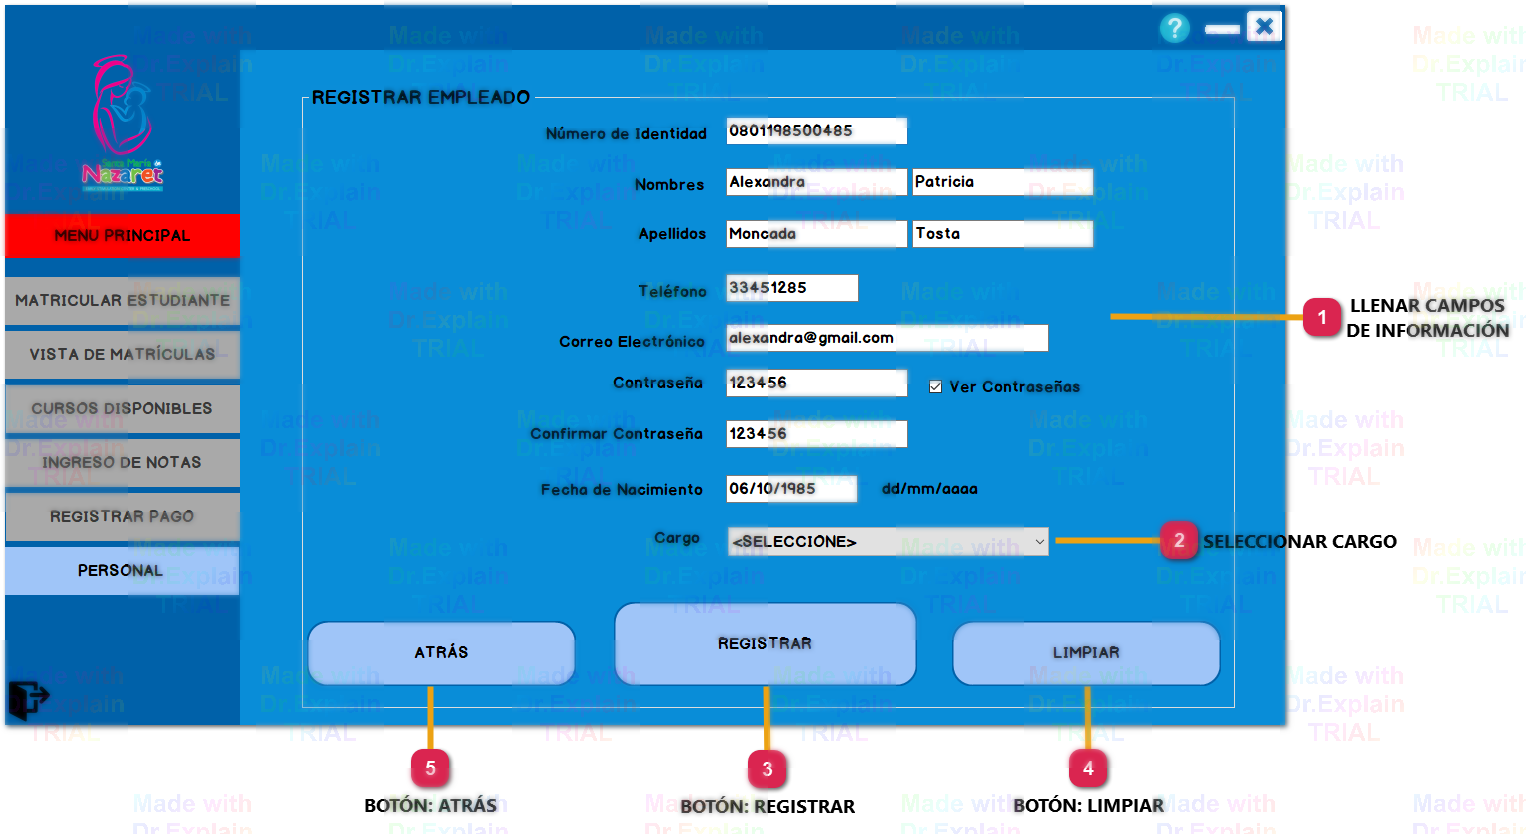 ?
Santa María de
Nazaret
MENU PRINCIPAL
MATRICULAR ESTUDIANTE
VISTA DE MATRÍCULAS
CURSOS DISPONIBLES
INGRESO DE NOTAS
REGISTRAR PAGO
PERSONAL
REGISTRAR EMPLEADO
Número de Identidad 0801198500485
Nombres Alexandra Patricia
Apellidos Moncada Tosta
Teléfono 33451285
Correo Electrónico alexandra@gmail.com
Contraseña 123456 Ver Contraseñas
Confirmar Contraseña 123456
Fecha de Nacimiento 06/10/1985 dd/mm/aaaa
Cargo <SELECCIONE>
ATRÁS
REGISTRAR
LIMPIAR
1 LLENAR CAMPOS
DE INFORMACIÓN
2 SELECCIONAR CARGO
5
BOTÓN: ATRÁS
3
BOTÓN: REGISTRAR
4
BOTÓN: LIMPIAR
Made with
Dr.Explain
TRIAL